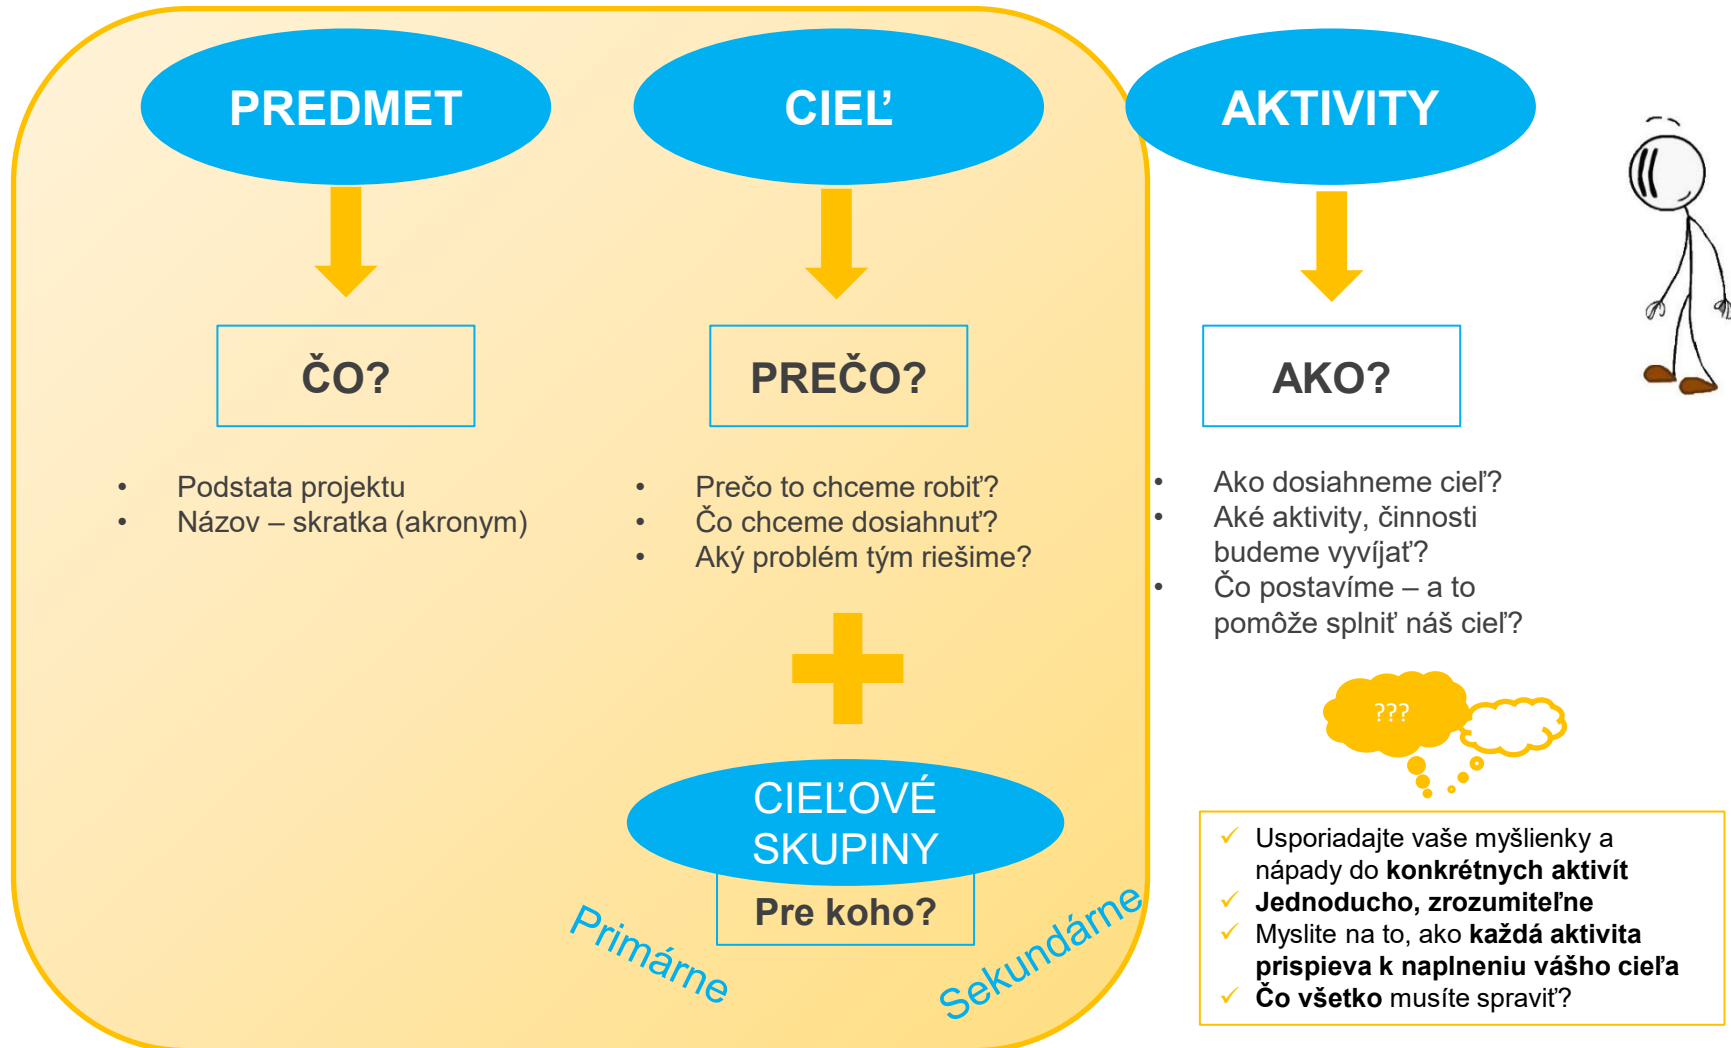 PREDMET
ČO?
• Podstata projektu
• Názov – skratka (akronym)
CIEĽ
PREČO?
• Prečo to chceme robiť?
• Čo chceme dosiahnuť?
• Aký problém tým riešime?
CIEĽOVÉ
SKUPINY
Pre koho?
Primárne
Sekundárne
AKTIVITY
AKO?
• Ako dosiahneme cieľ?
• Aké aktivity, činnosti
budeme vyvíjať?
• Čo postavíme – a to
pomôže splniť náš cieľ?
???
✓ Usporiadajte vaše myšlienky a
nápady do konkrétnych aktivít
✓ Jednoducho, zrozumiteľne
✓ Myslite na to, ako každá aktivita
prispieva k naplneniu vášho cieľa
✓ Čo všetko musíte spraviť?